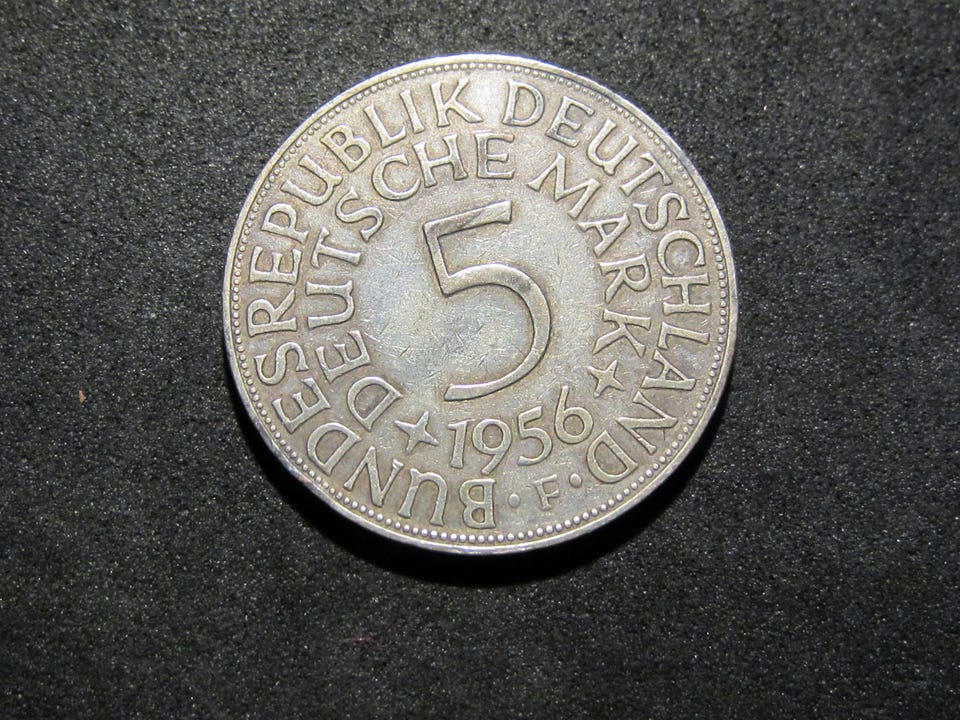 BUNDESREPUBLIK DEUTSCHLAND
DEUTSCHE MARK
5
1956
· F ·